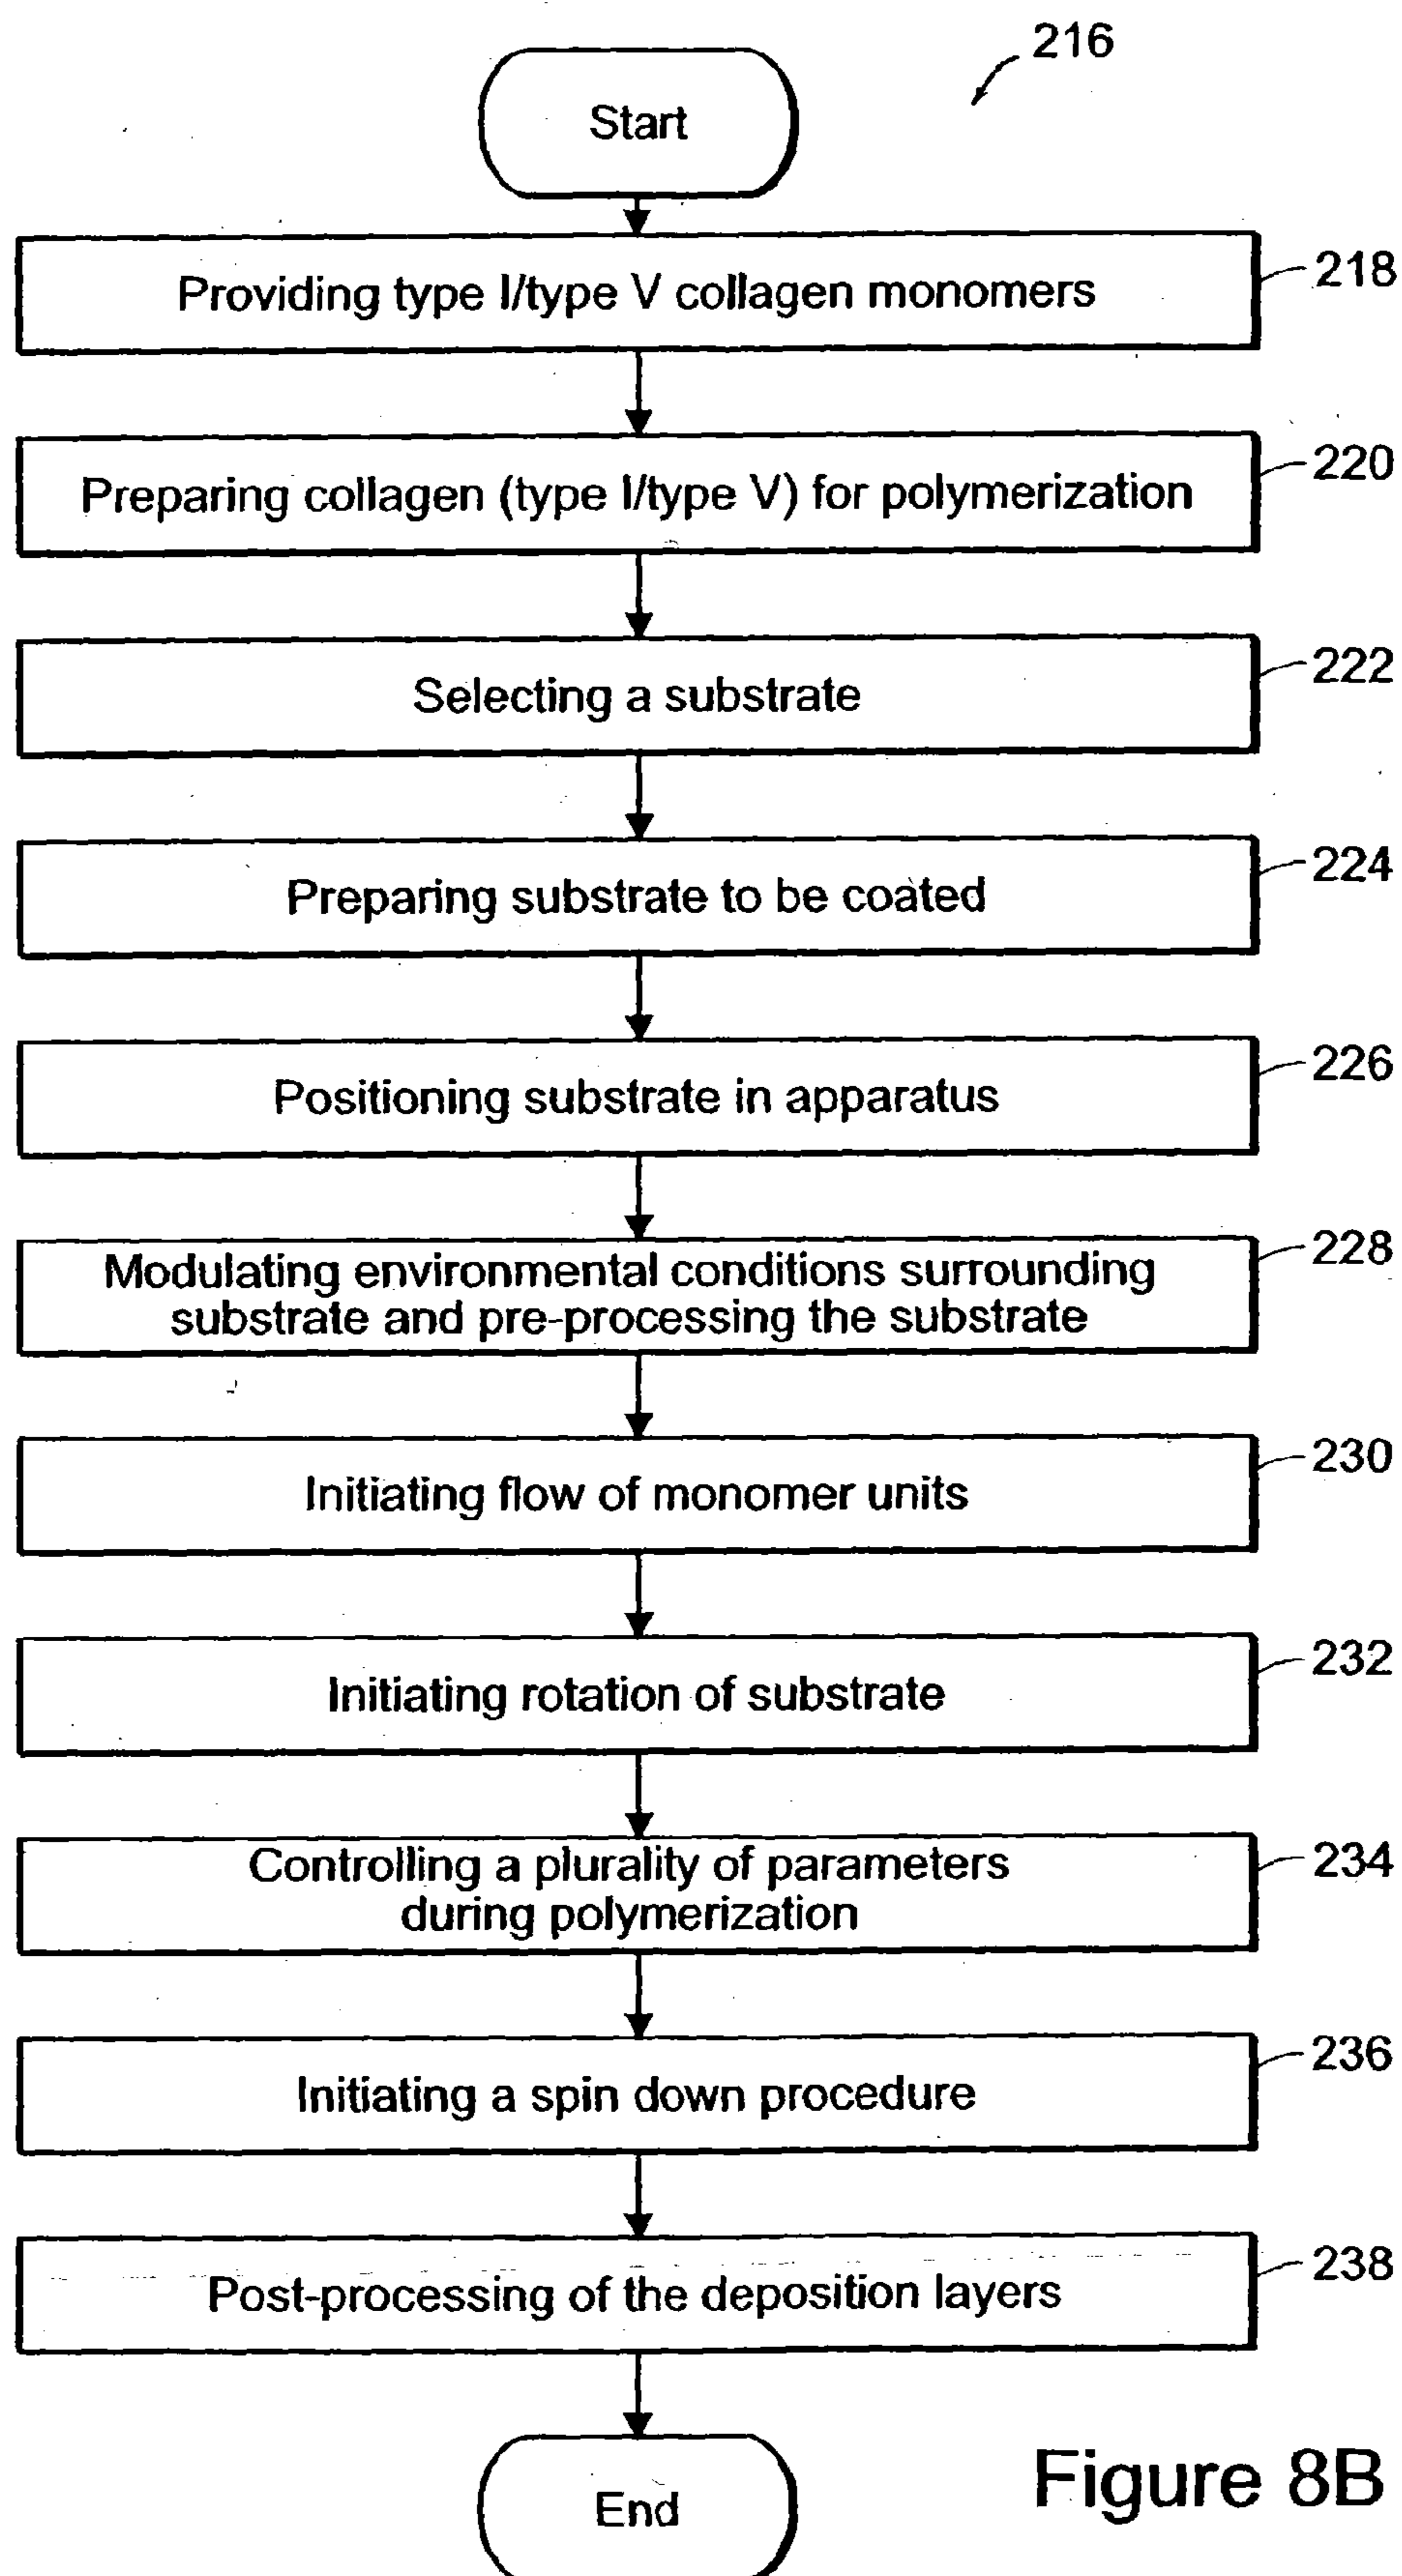 216
Start
Providing type I/type V collagen monomers
218
Preparing collagen (type I/type V) for polymerization
220
Selecting a substrate
222
Preparing substrate to be coated
224
Positioning substrate in apparatus
226
Modulating environmental conditions surrounding
substrate and pre-processing the substrate
228
Initiating flow of monomer units
230
Initiating rotation of substrate
232
Controlling a plurality of parameters
during polymerization
234
Initiating a spin down procedure
236
Post-processing of the deposition layers
238
End
Figure 8B